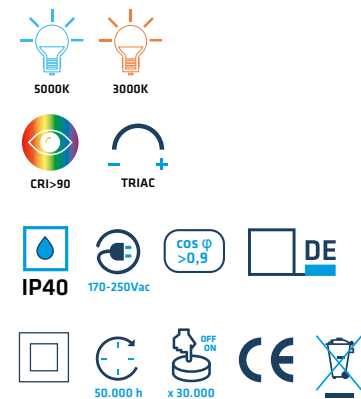 5000K 3000K
CRI>90 TRIAC
cos φ
>0,9
DE
IP40 170-250Vac
OFF
ON
CE
50.000 h x 30.000